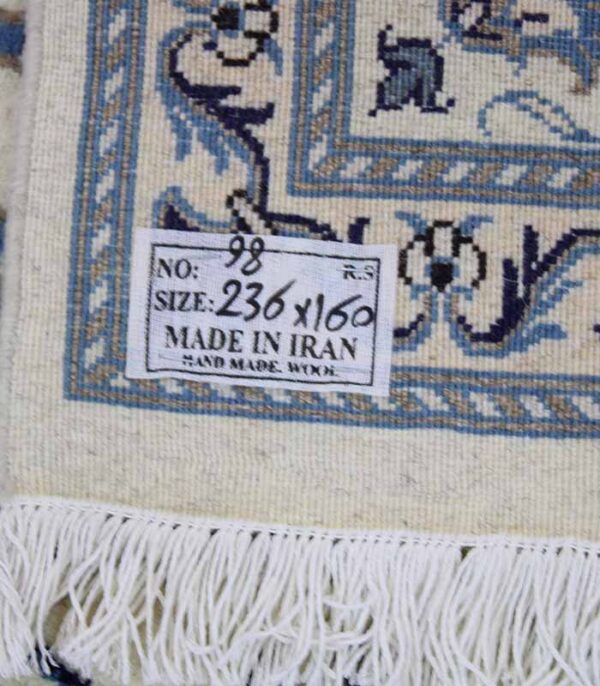 NO: 98 R.S
SIZE: 236x160
MADE IN IRAN
HAND MADE. WOOL